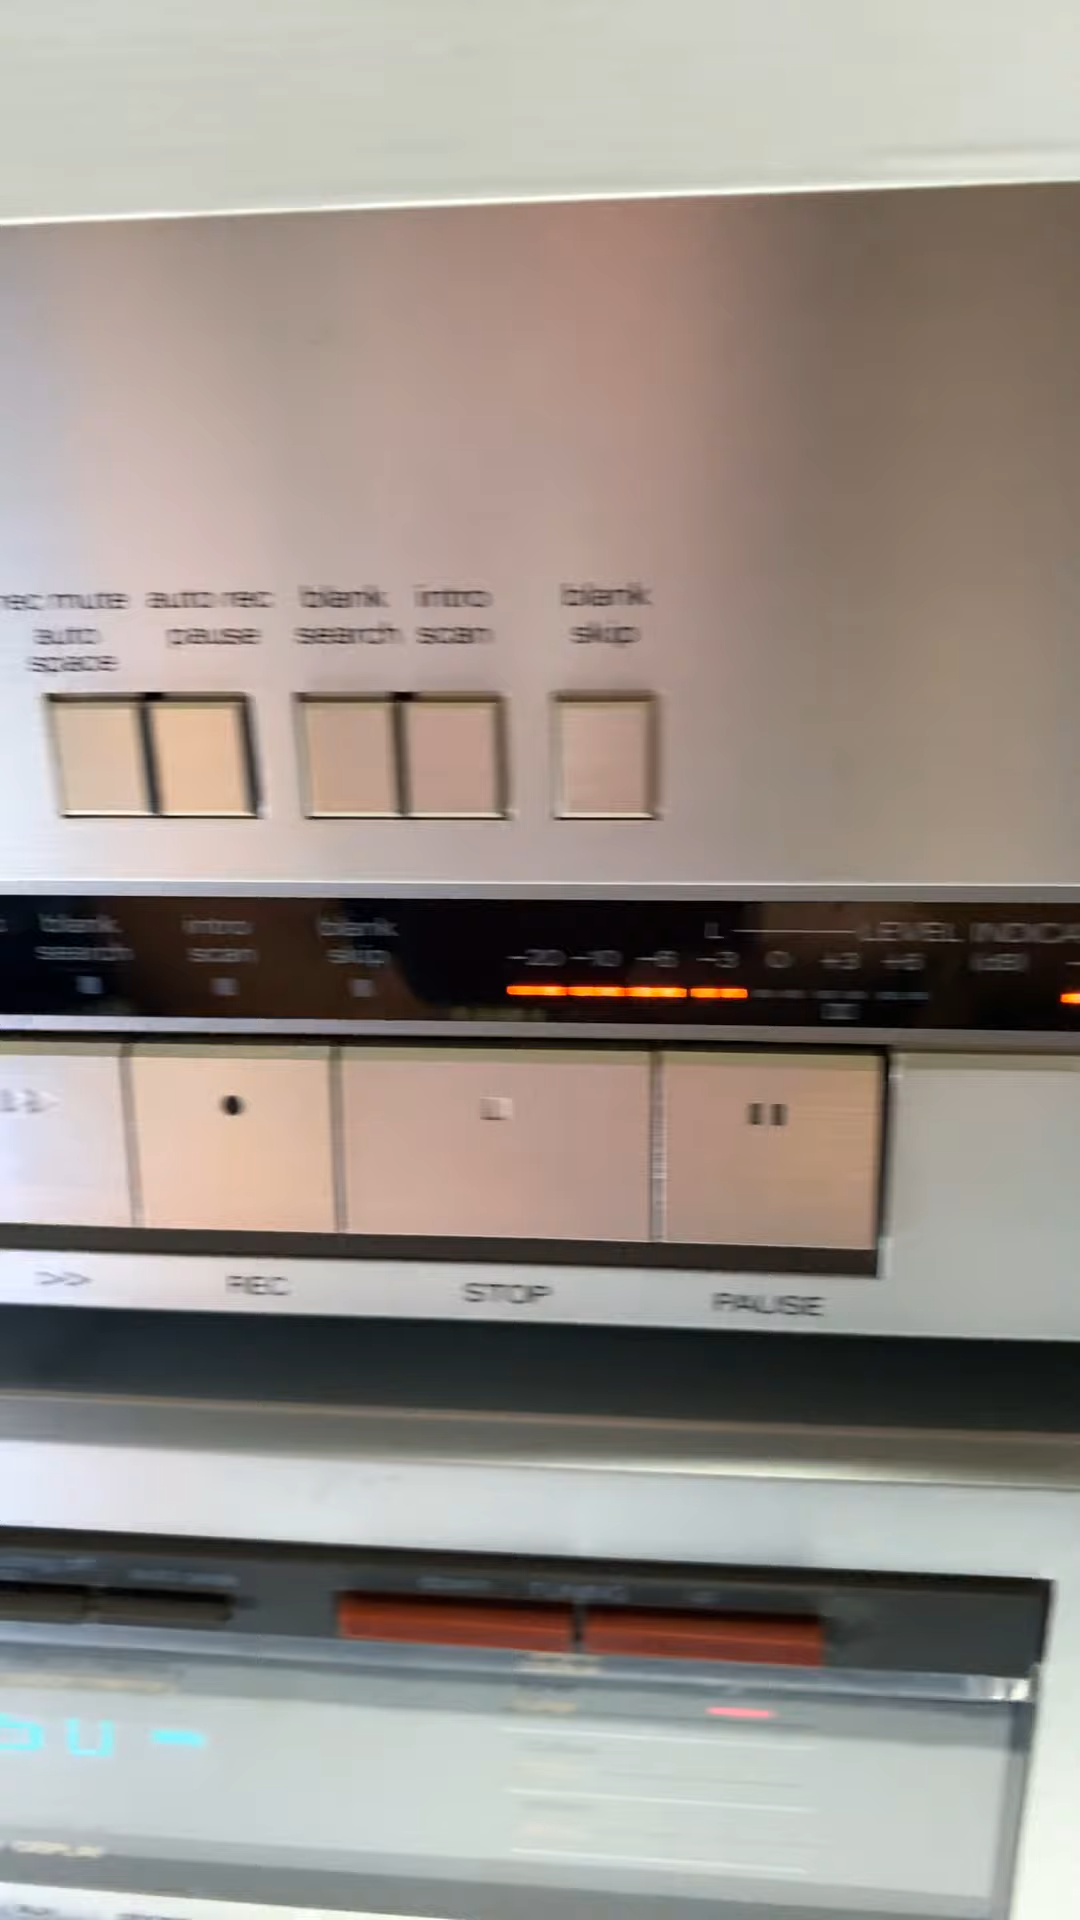 rec mute auto rec blank intro blank
auto pause search scan skip
space
blank intro blank L LEVEL INDICA
search scan skip -20 -10 -6 -3 0 +3 +6 (dB)
>> REC STOP PAUSE